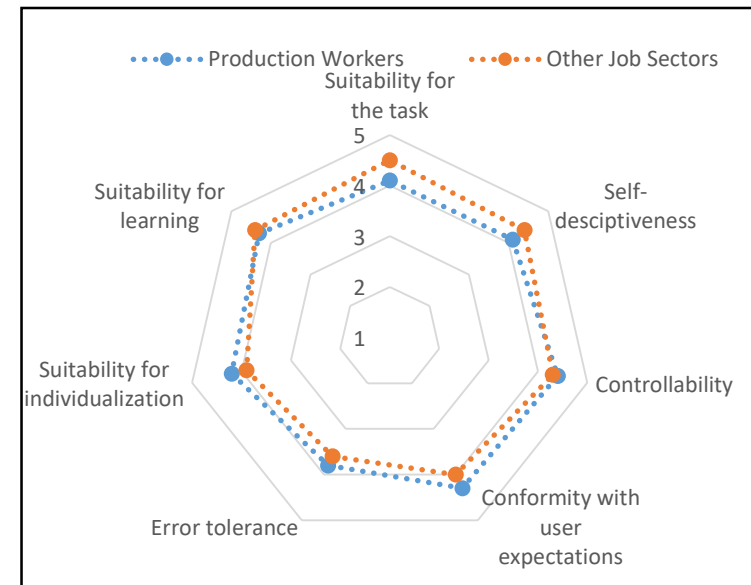 Production Workers
Other Job Sectors
Suitability for
the task
5
4
3
2
1
Self-
desciptiveness
Controllability
Conformity with
user
expectations
Error tolerance
Suitability for
individualization
Suitability for
learning